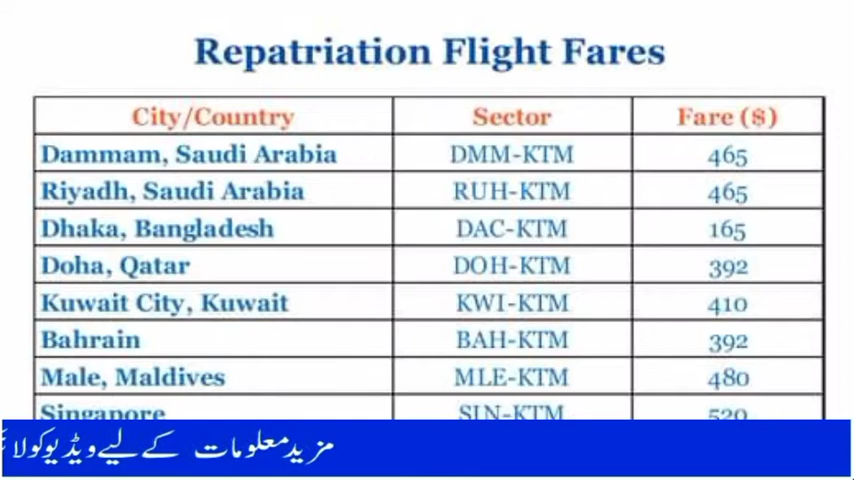 Repatriation Flight Fares
City/Country Sector Fare ($)
Dammam, Saudi Arabia DMM-KTM 465
Riyadh, Saudi Arabia RUH-KTM 465
Dhaka, Bangladesh DAC-KTM 165
Doha, Qatar DOH-KTM 392
Kuwait City, Kuwait KWI-KTM 410
Bahrain BAH-KTM 392
Male, Maldives MLE-KTM 480
Singapore SIN-KTM 520
مزید معلومات کے لیے ویڈیو کو